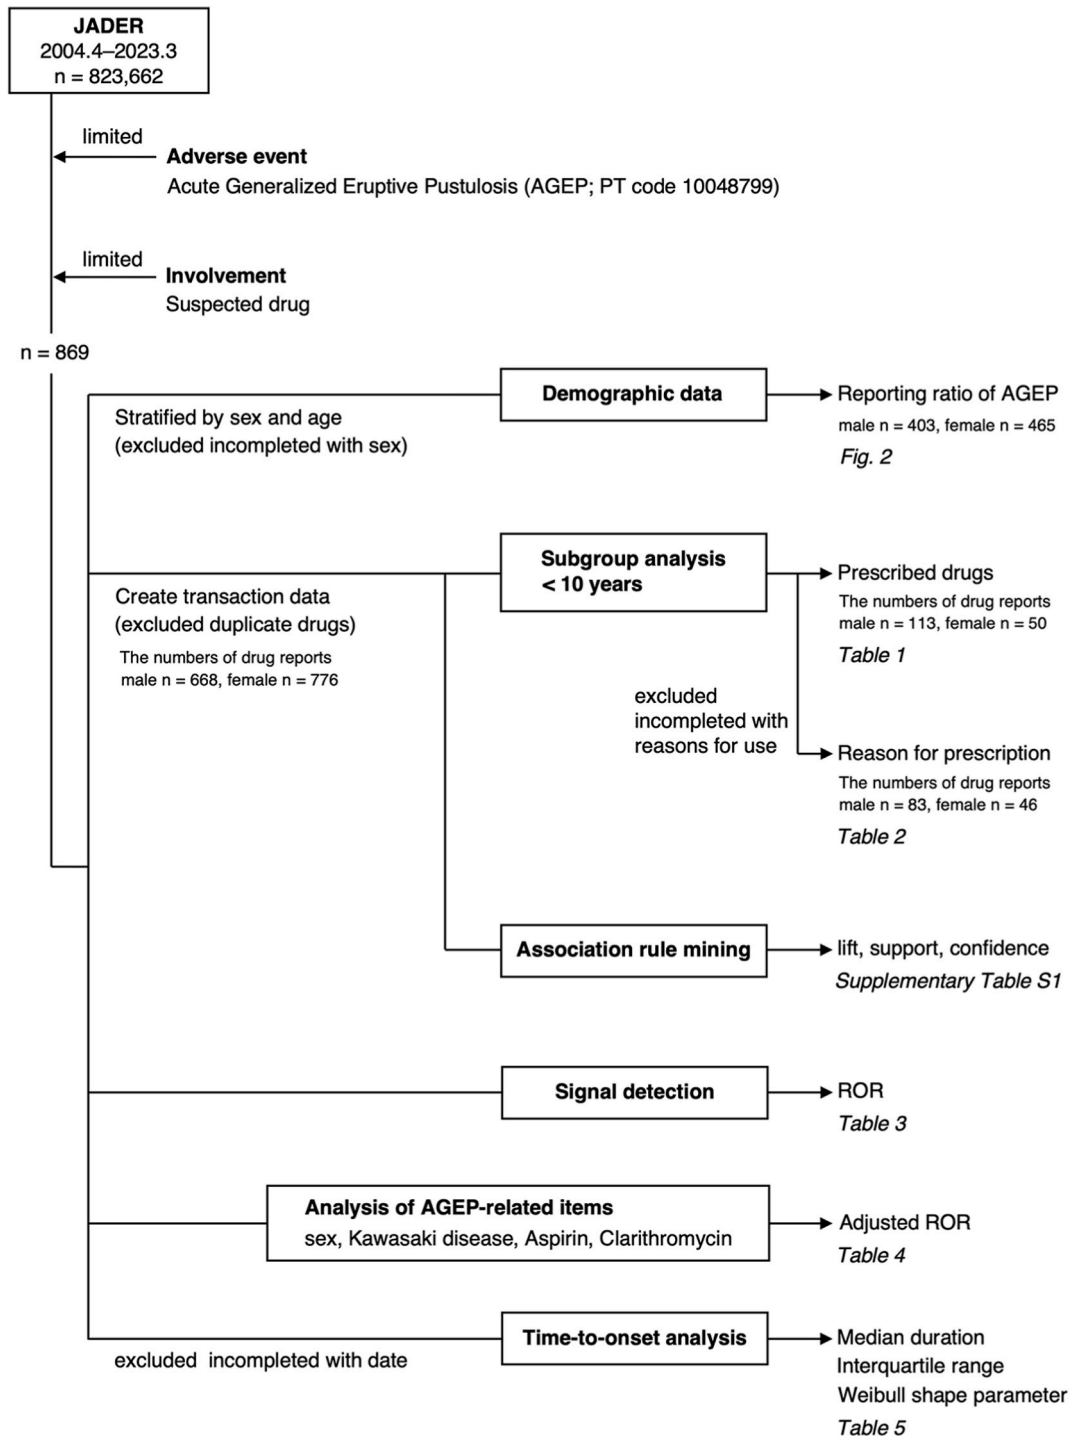 JADER
2004.4–2023.3
n = 823,662
limited
Adverse event
Acute Generalized Eruptive Pustulosis (AGEP; PT code 10048799)
limited
Involvement
Suspected drug
n = 869
Stratified by sex and age
(excluded incompleted with sex)
Demographic data
Reporting ratio of AGEP
male n = 403, female n = 465
Fig. 2
Create transaction data
(excluded duplicate drugs)
The numbers of drug reports
male n = 668, female n = 776
Subgroup analysis
< 10 years
Prescribed drugs
The numbers of drug reports
male n = 113, female n = 50
Table 1
excluded
incompleted with
reasons for use
Reason for prescription
The numbers of drug reports
male n = 83, female n = 46
Table 2
Association rule mining
lift, support, confidence
Supplementary Table S1
Signal detection
ROR
Table 3
Analysis of AGEP-related items
sex, Kawasaki disease, Aspirin, Clarithromycin
Adjusted ROR
Table 4
excluded  incompleted with date
Time-to-onset analysis
Median duration
Interquartile range
Weibull shape parameter
Table 5